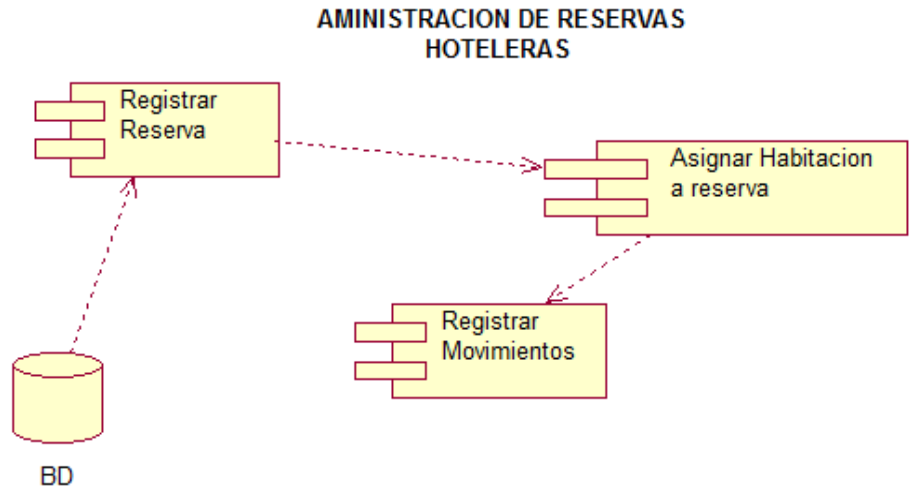 AMINISTRACION DE RESERVAS
HOTELERAS
Registrar
Reserva
Asignar Habitacion
a reserva
Registrar
Movimientos
BD